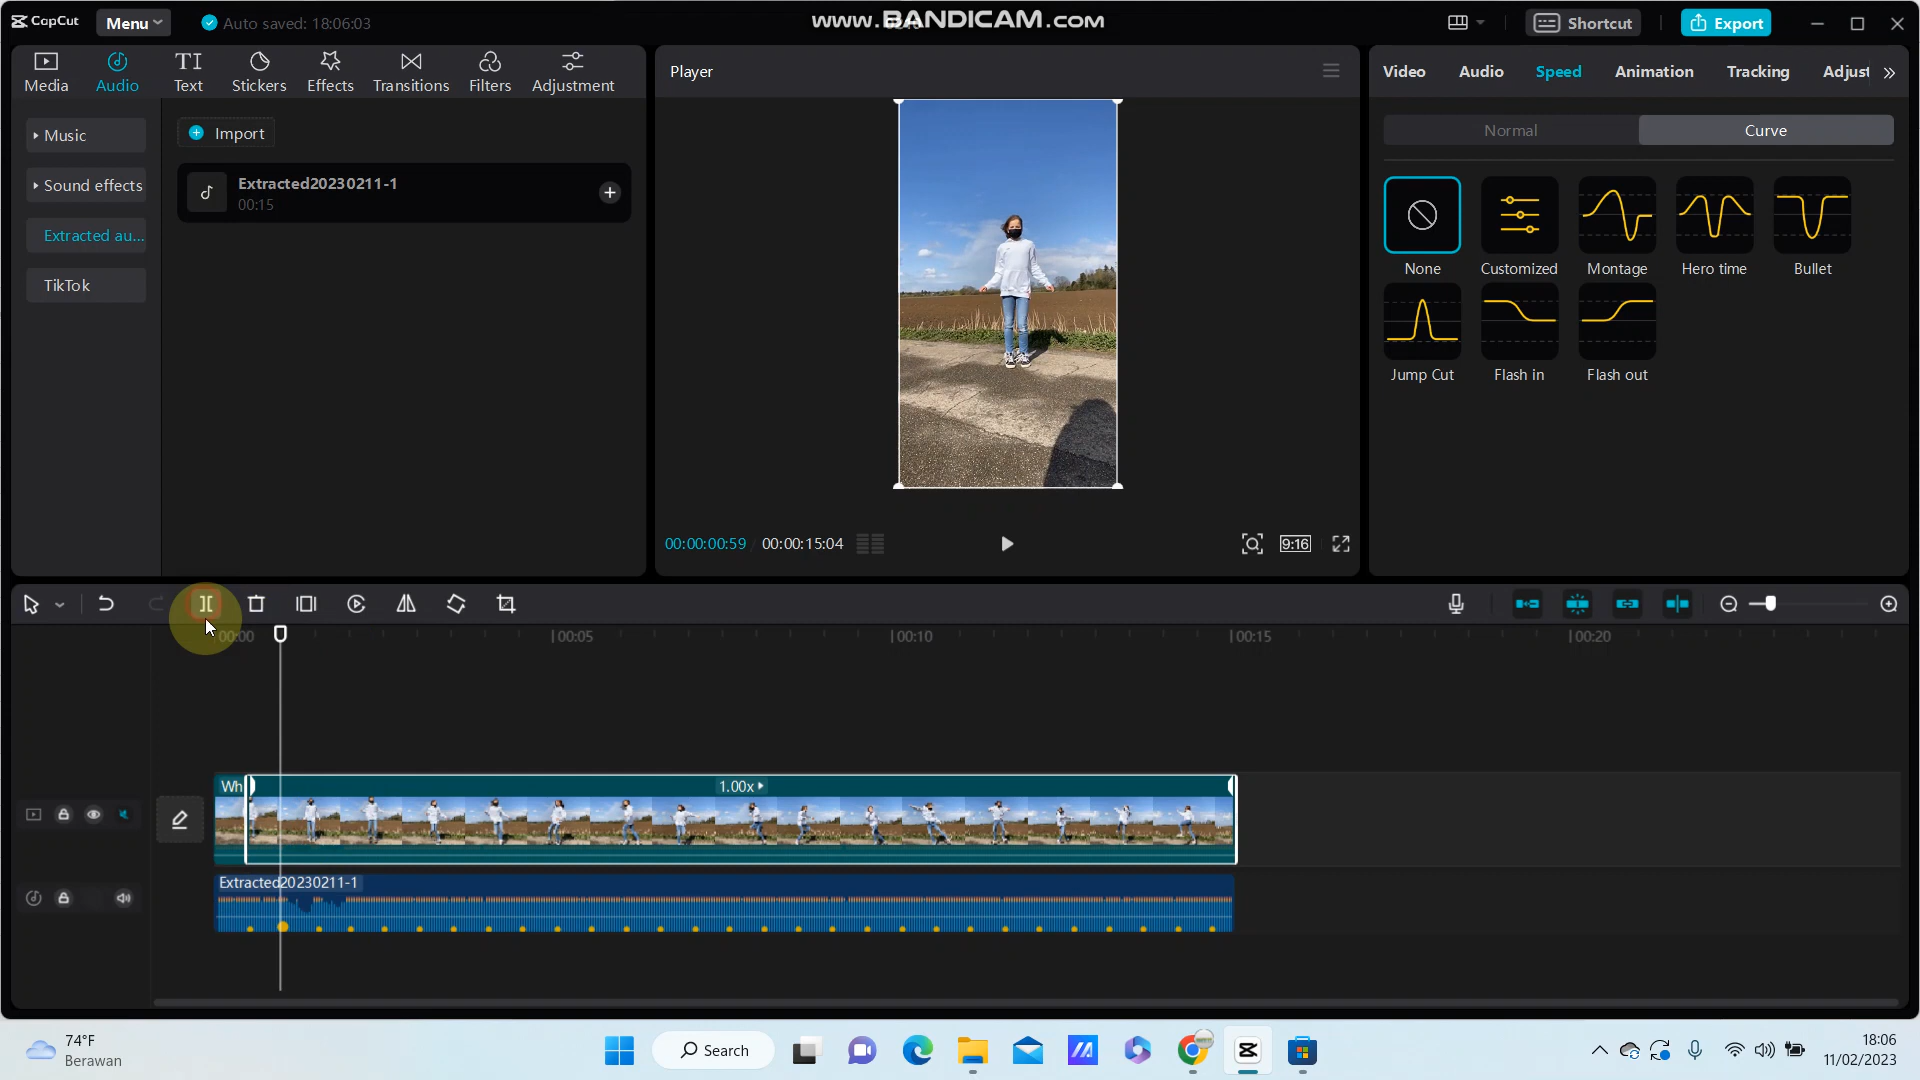 CapCut
Menu
Auto saved: 18:06:03
www.BANDICAM.com
Shortcut
Export
Media
Audio
Text
Stickers
Effects
Transitions
Filters
Adjustment
Music
Sound effects
Extracted au...
TikTok
Import
Extracted20230211-1
00:15
Player
00:00:00:59
00:00:15:04
9:16
Video
Audio
Speed
Animation
Tracking
Adjust
Normal
Curve
None
Customized
Montage
Hero time
Bullet
Jump Cut
Flash in
Flash out
00:00
00:05
00:10
00:15
00:20
Wh
1.00x
Extracted20230211-1
74°F
Berawan
Search
18:06
11/02/2023